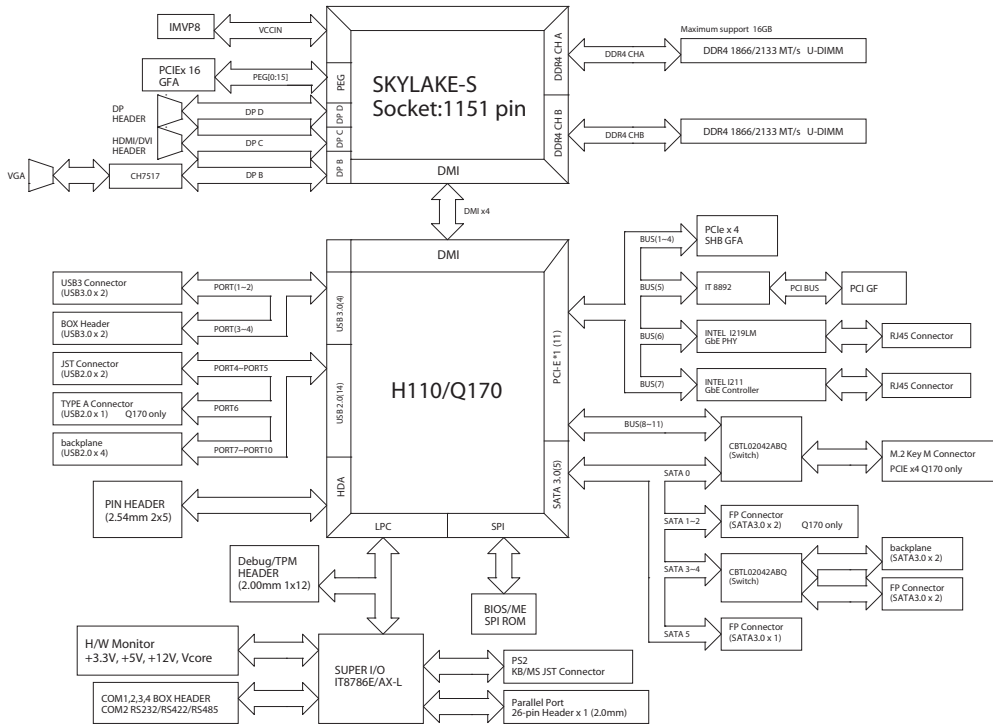 IMVP8
VCCIN
PCIEx 16
GFA
PEG[0:15]
PEG
DP
HEADER
DP D
DP D
HDMI/DVI
HEADER
DP C
DP C
VGA
CH7517
DP B
DP B
SKYLAKE-S
Socket:1151 pin
DMI
DDR4 CH A
DDR4 CH B
Maximum support 16GB
DDR4 CHA
DDR4 1866/2133 MT/s U-DIMM
DDR4 CHB
DDR4 1866/2133 MT/s U-DIMM
DMI x4
DMI
H110/Q170
USB3.0(4)
USB2.0(14)
HDA
LPC
SPI
PCI-E *1 (11)
SATA 3.0(5)
USB3 Connector
(USB3.0 x 2)
PORT(1~2)
BOX Header
(USB3.0 x 2)
PORT(3~4)
JST Connector
(USB2.0 x 2)
PORT4~PORT5
TYPE A Connector
(USB2.0 x 1) Q170 only
PORT6
backplane
(USB2.0 x 4)
PORT7~PORT10
PIN HEADER
(2.54mm 2x5)
BUS(1~4)
PCIe x 4
SHB GFA
BUS(5)
IT 8892
PCI BUS
PCI GF
BUS(6)
INTEL I219LM
GbE PHY
RJ45 Connector
BUS(7)
INTEL I211
GbE Controller
RJ45 Connector
BUS(8~11)
CBTL02042ABQ
(Switch)
M.2 Key M Connector
PCIE x4 Q170 only
SATA 0
SATA 1~2
FP Connector
(SATA3.0 x 2) Q170 only
SATA 3~4
CBTL02042ABQ
(Switch)
backplane
(SATA3.0 x 2)
FP Connector
(SATA3.0 x 2)
SATA 5
FP Connector
(SATA3.0 x 1)
Debug/TPM
HEADER
(2.00mm 1x12)
BIOS/ME
SPI ROM
H/W Monitor
+3.3V, +5V, +12V, Vcore
COM1,2,3,4 BOX HEADER
COM2 RS232/RS422/RS485
SUPER I/O
IT8786E/AX-L
PS2
KB/MS JST Connector
Parallel Port
26-pin Header x 1 (2.0mm)